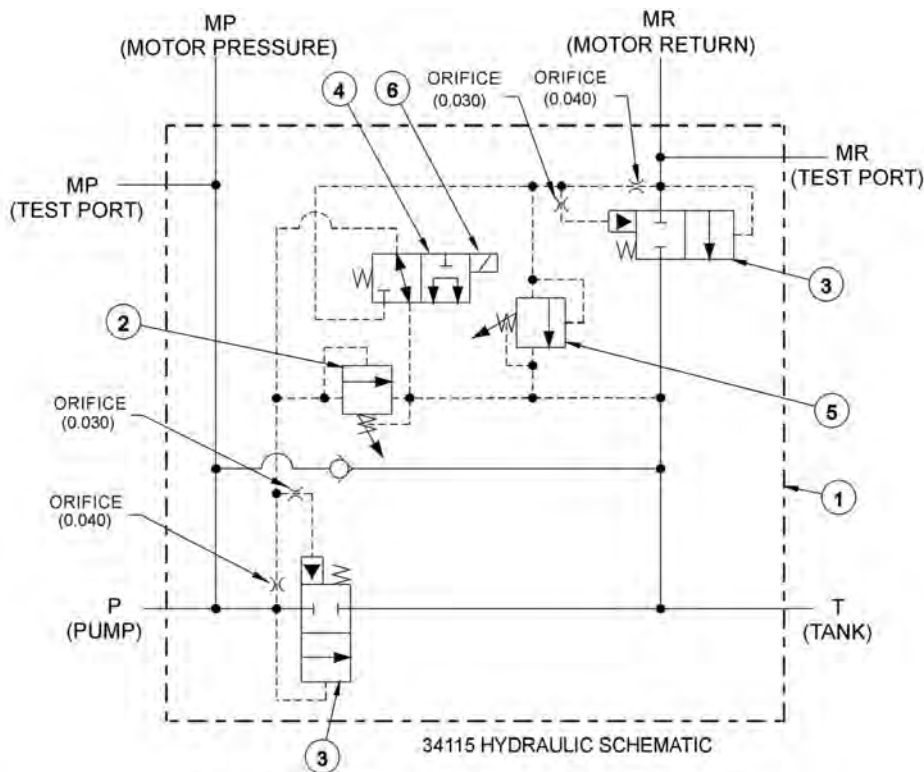 MP
(MOTOR PRESSURE)
MR
(MOTOR RETURN)
4
6
ORIFICE
(0.030)
ORIFICE
(0.040)
MP
(TEST PORT)
MR
(TEST PORT)
3
2
5
ORIFICE
(0.030)
ORIFICE
(0.040)
1
P
(PUMP)
T
(TANK)
3
34115 HYDRAULIC SCHEMATIC